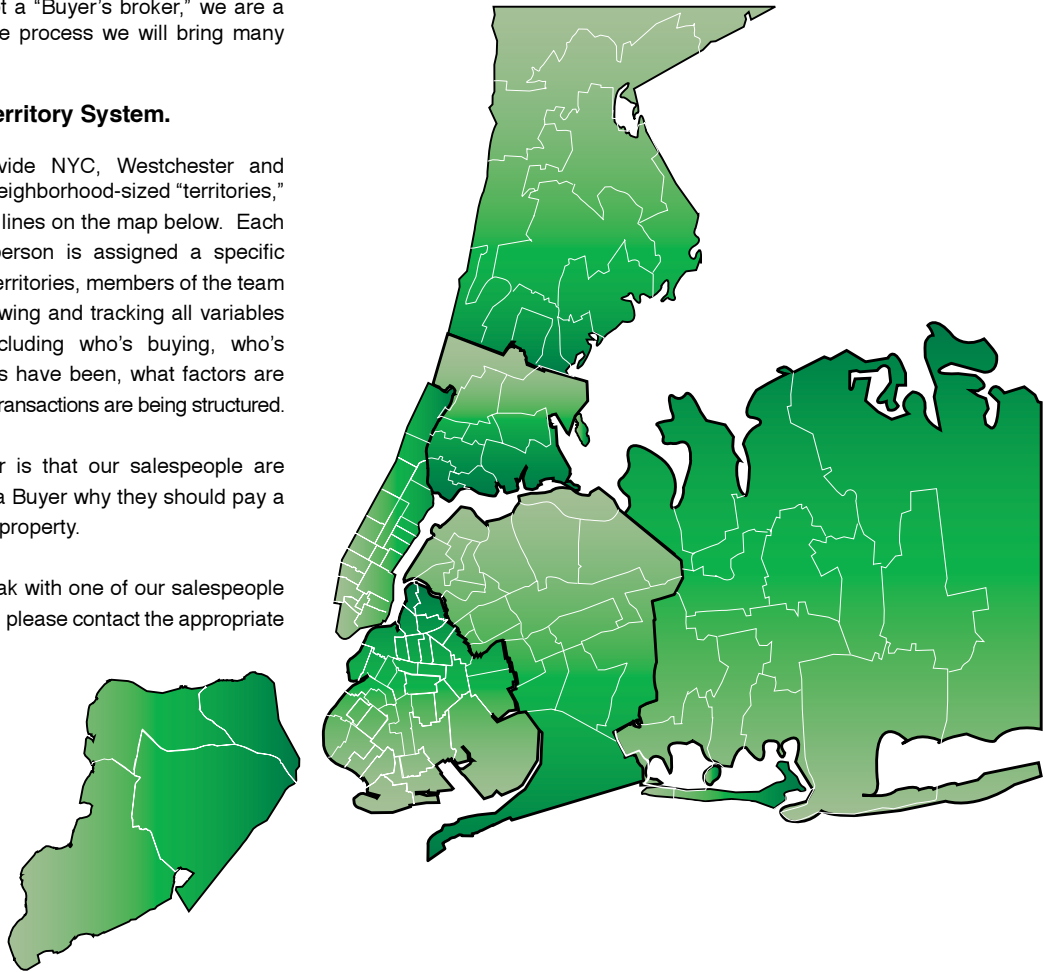 t a “Buyer’s broker,” we are a
e process we will bring many
erritory System.
vide NYC, Westchester and
eighborhood-sized “territories,”
lines on the map below. Each
erson is assigned a specific
erritories, members of the team
wing and tracking all variables
cluding who’s buying, who’s
s have been, what factors are
ransactions are being structured.
r is that our salespeople are
a Buyer why they should pay a
property.
ak with one of our salespeople
please contact the appropriate